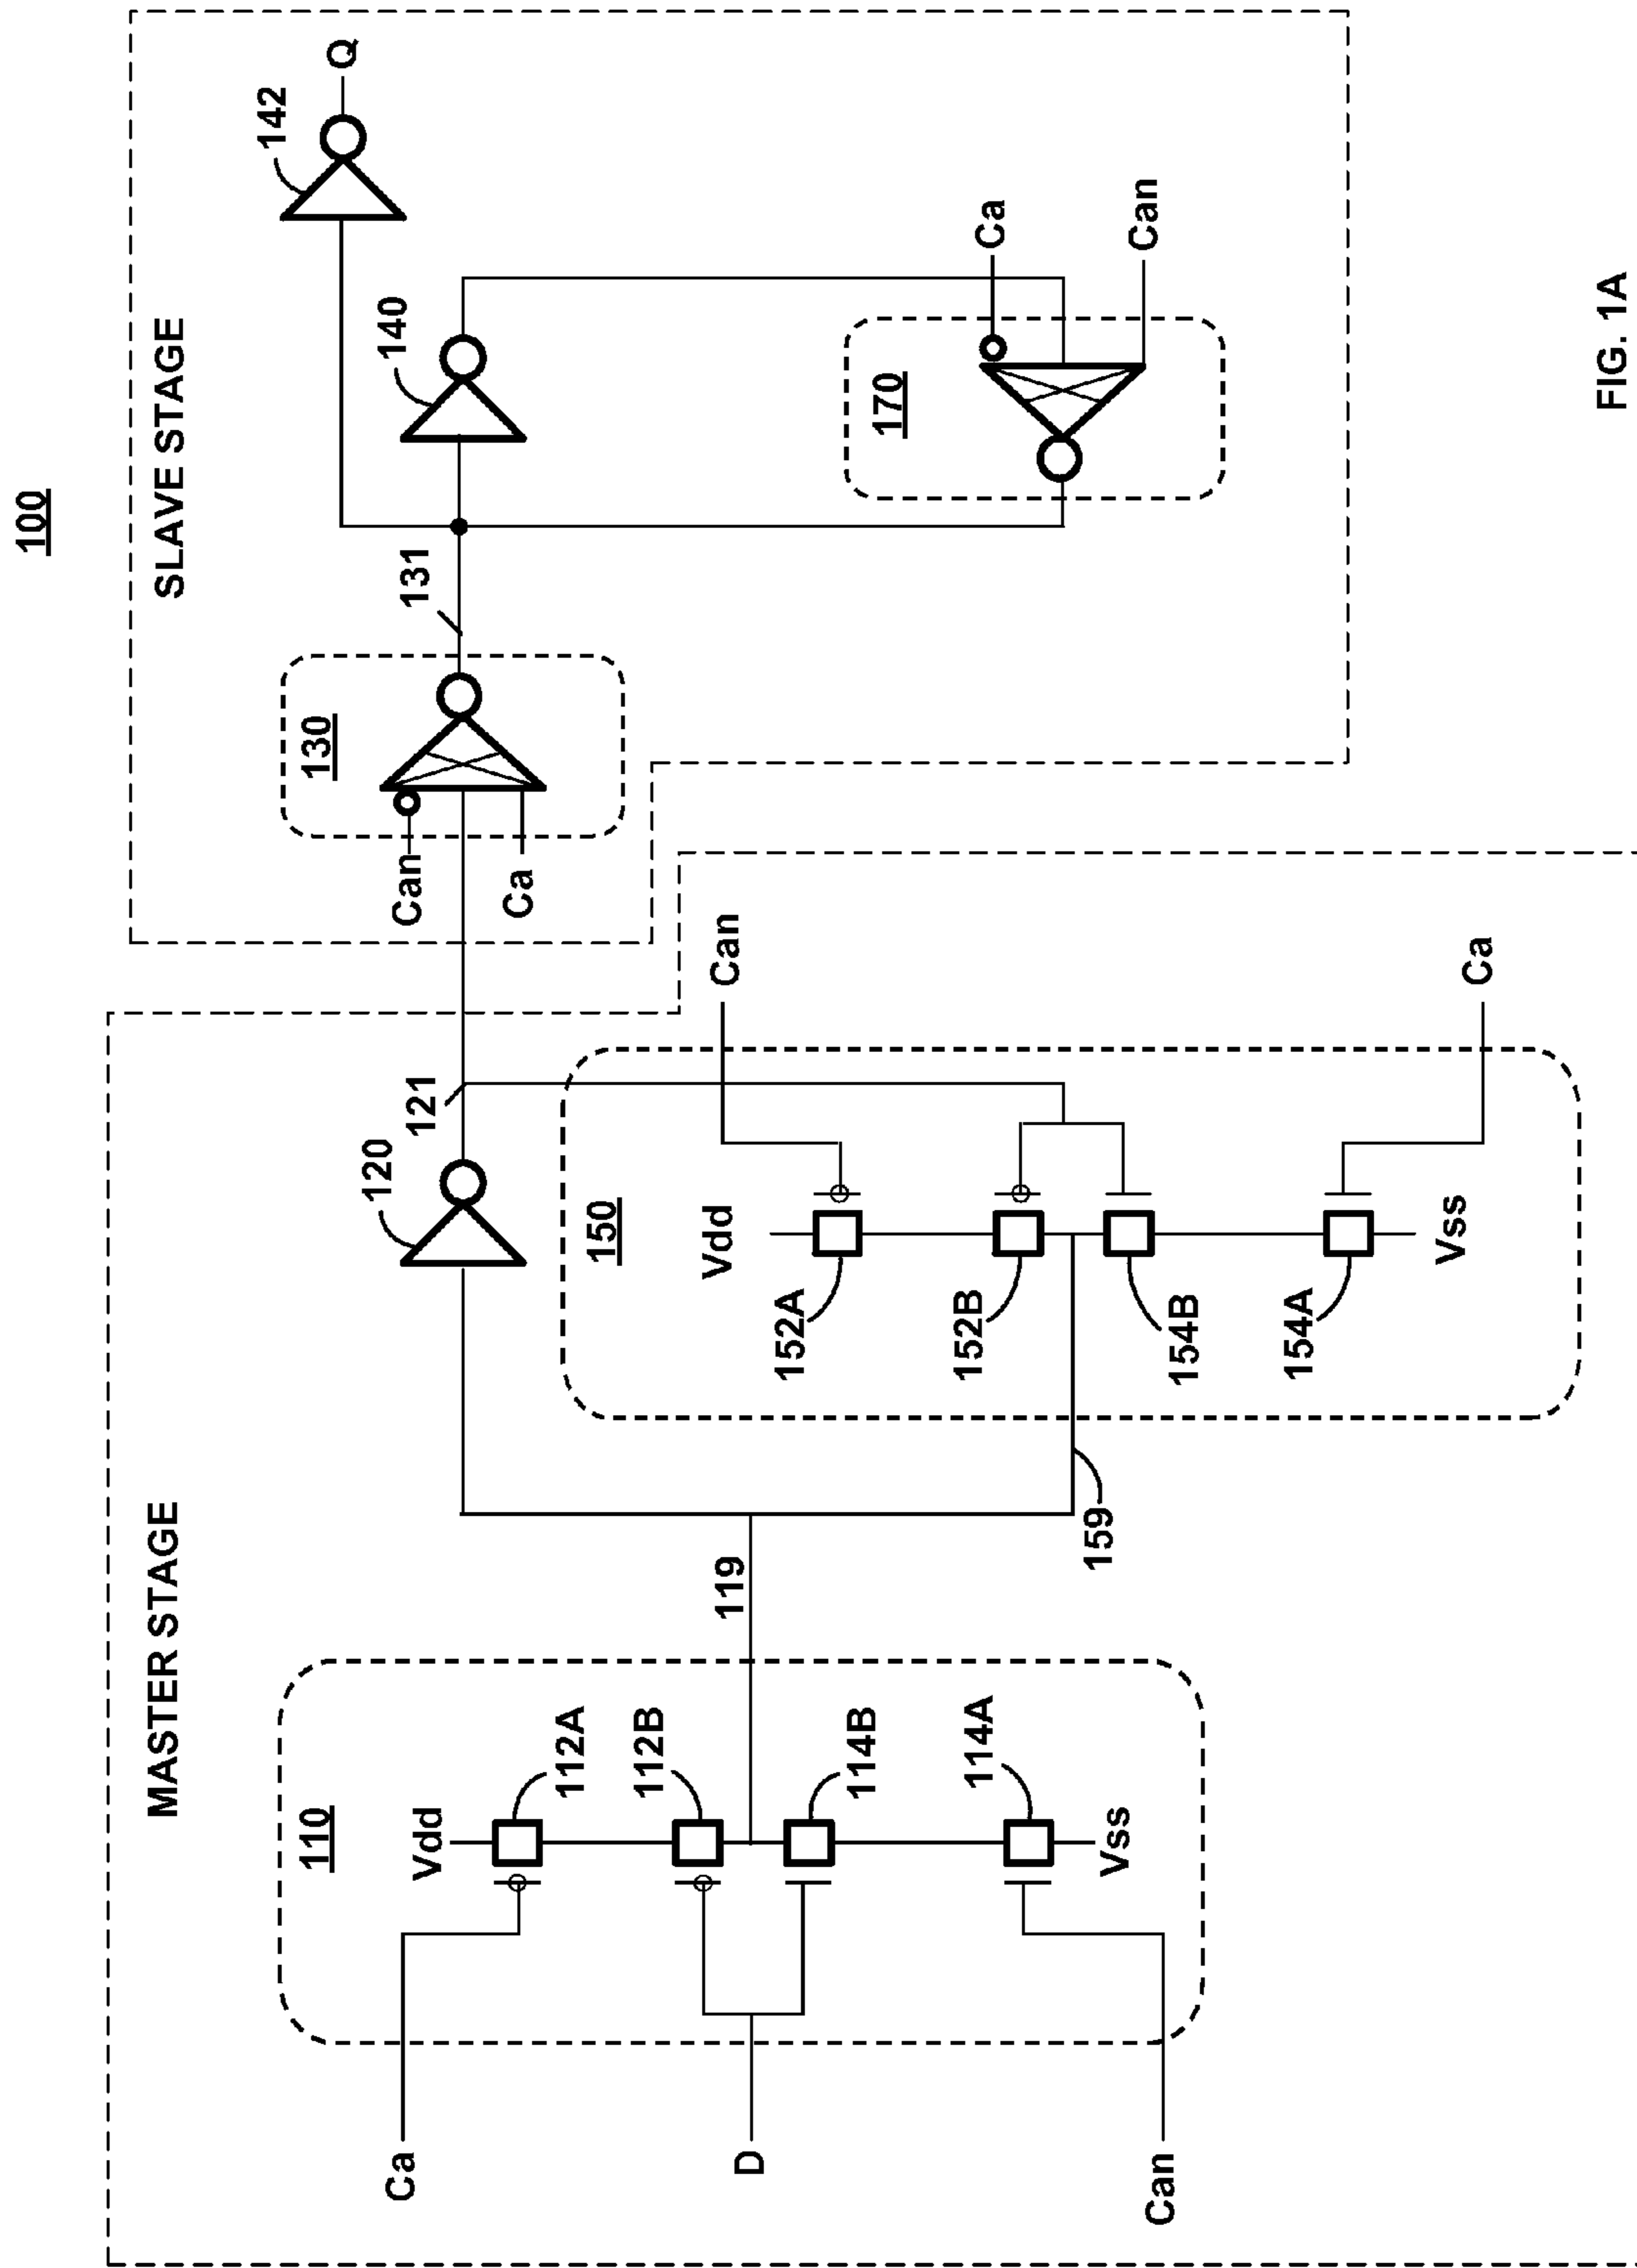 100
MASTER STAGE
SLAVE STAGE
110
Ca
D
Can
Vdd
112A
112B
114B
114A
Vss
119
120
121
150
Vdd
152A
152B
154B
154A
Vss
159
Can
Ca
130
Can
Ca
131
140
142
Q
170
Ca
Can
FIG. 1A